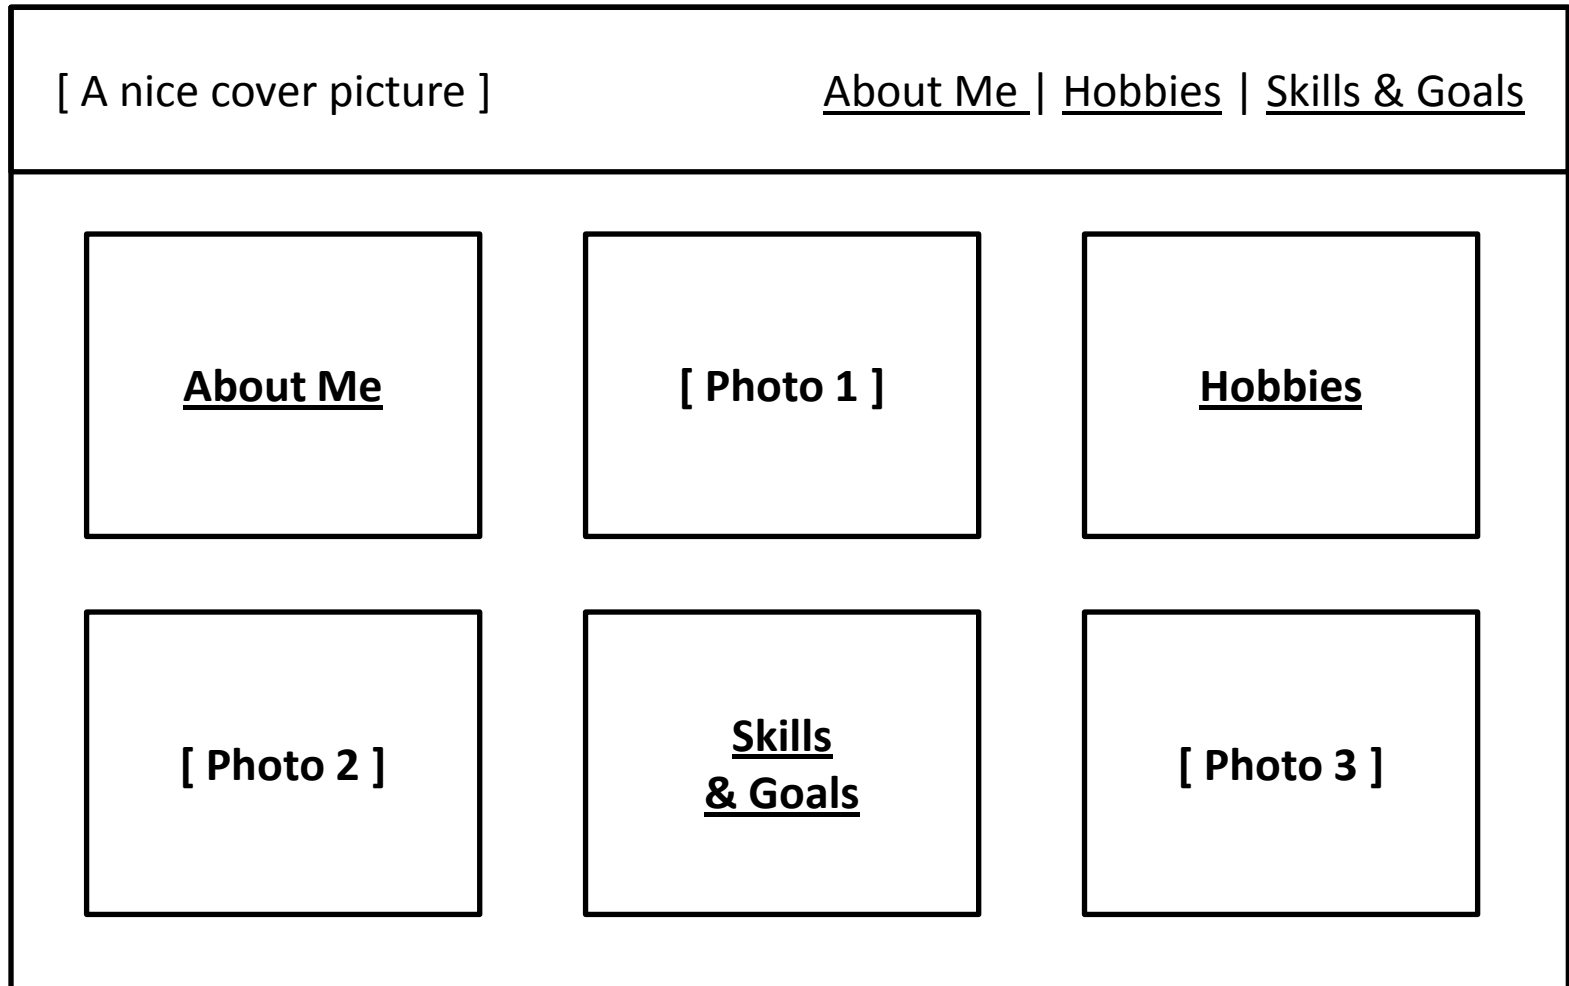 [ A nice cover picture ]
About Me | Hobbies | Skills & Goals
About Me
[ Photo 1 ]
Hobbies
[ Photo 2 ]
Skills
& Goals
[ Photo 3 ]